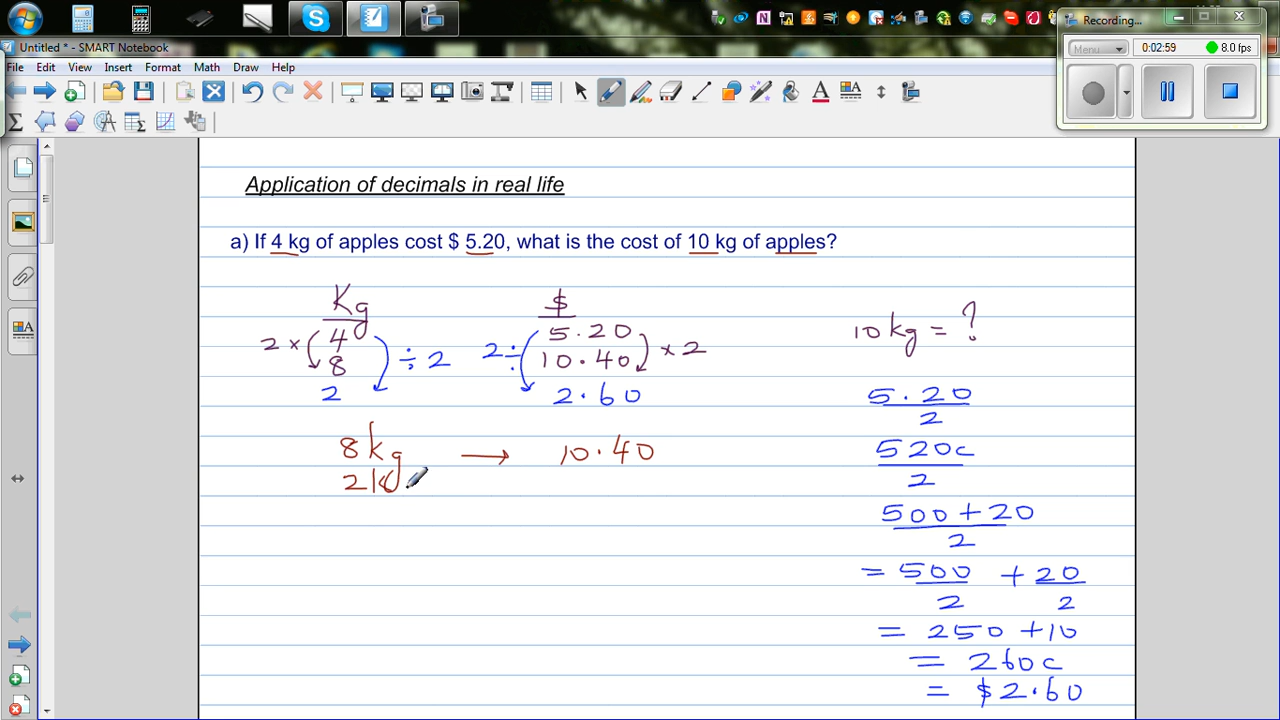 Recording...
Untitled * - SMART Notebook
Menu
0:02:59
8.0 fps
File Edit View Insert Format Math Draw Help
Application of decimals in real life
a) If 4 kg of apples cost $ 5.20, what is the cost of 10 kg of apples?
Kg $
2 × 4 5.20 10 kg = ?
8 ÷ 2 2 ÷ 10.40 × 2
2 2.60 5.20
2
8kg → 10.40 520c
2kg 2
500 + 20
2
= 500 + 20
2 2
= 250 + 10
= 260c
= $2.60